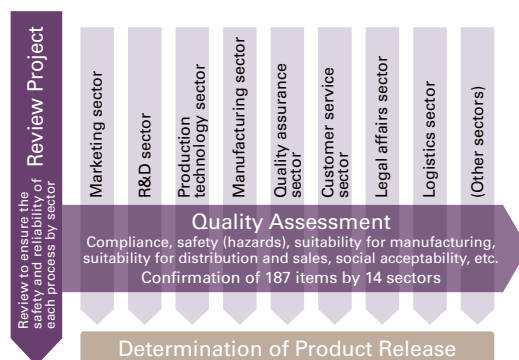 Review Project
Review to ensure the
safety and reliability of
each process by sector
Marketing sector
R&D sector
Production
technology sector
Manufacturing sector
Quality assurance
sector
Customer service
sector
Legal affairs sector
Logistics sector
(Other sectors)
Quality Assessment
Compliance, safety (hazards), suitability for manufacturing,
suitability for distribution and sales, social acceptability, etc.
Confirmation of 187 items by 14 sectors
Determination of Product Release